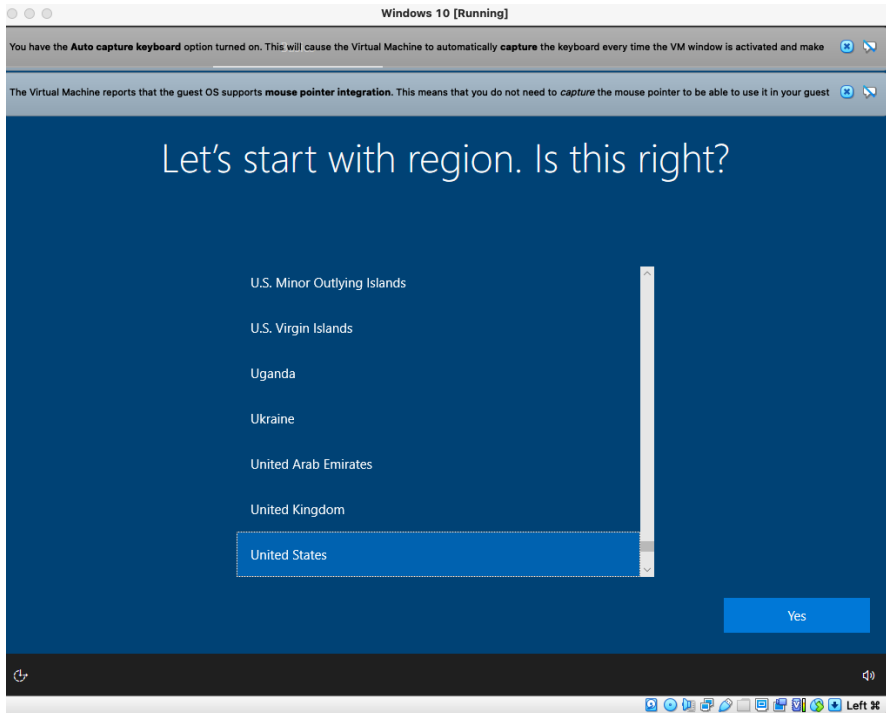 Windows 10 [Running]
You have the Auto capture keyboard option turned on. This will cause the Virtual Machine to automatically capture the keyboard every time the VM window is activated and make
The Virtual Machine reports that the guest OS supports mouse pointer integration. This means that you do not need to capture the mouse pointer to be able to use it in your guest
Let's start with region. Is this right?
U.S. Minor Outlying Islands
U.S. Virgin Islands
Uganda
Ukraine
United Arab Emirates
United Kingdom
United States
Yes
Left ⌘